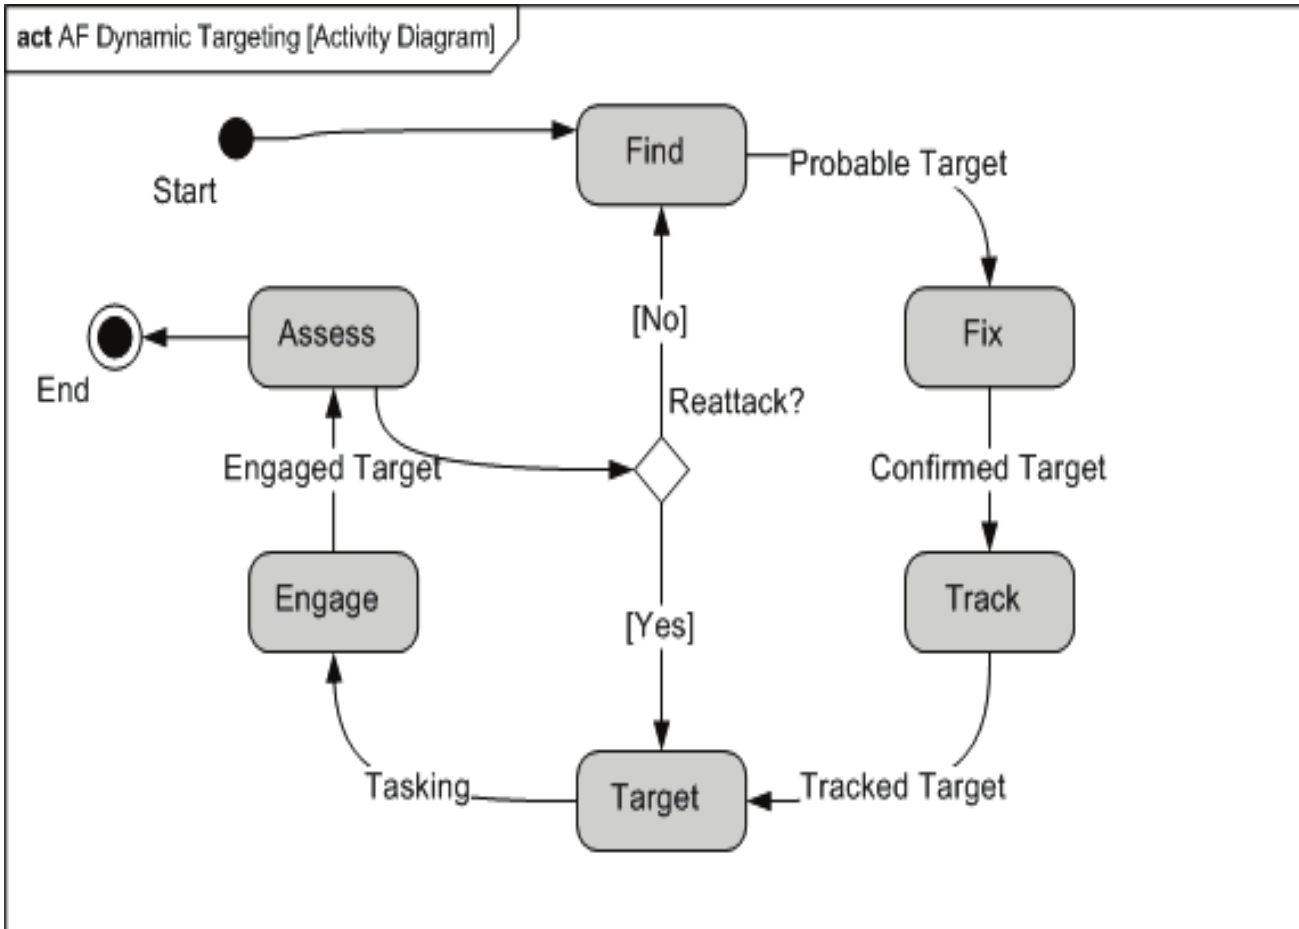 act AF Dynamic Targeting [Activity Diagram]
Start
Find
Probable Target
[No]
Assess
Fix
End
Reattack?
Engaged Target
Confirmed Target
Engage
Track
[Yes]
Tasking
Target
Tracked Target